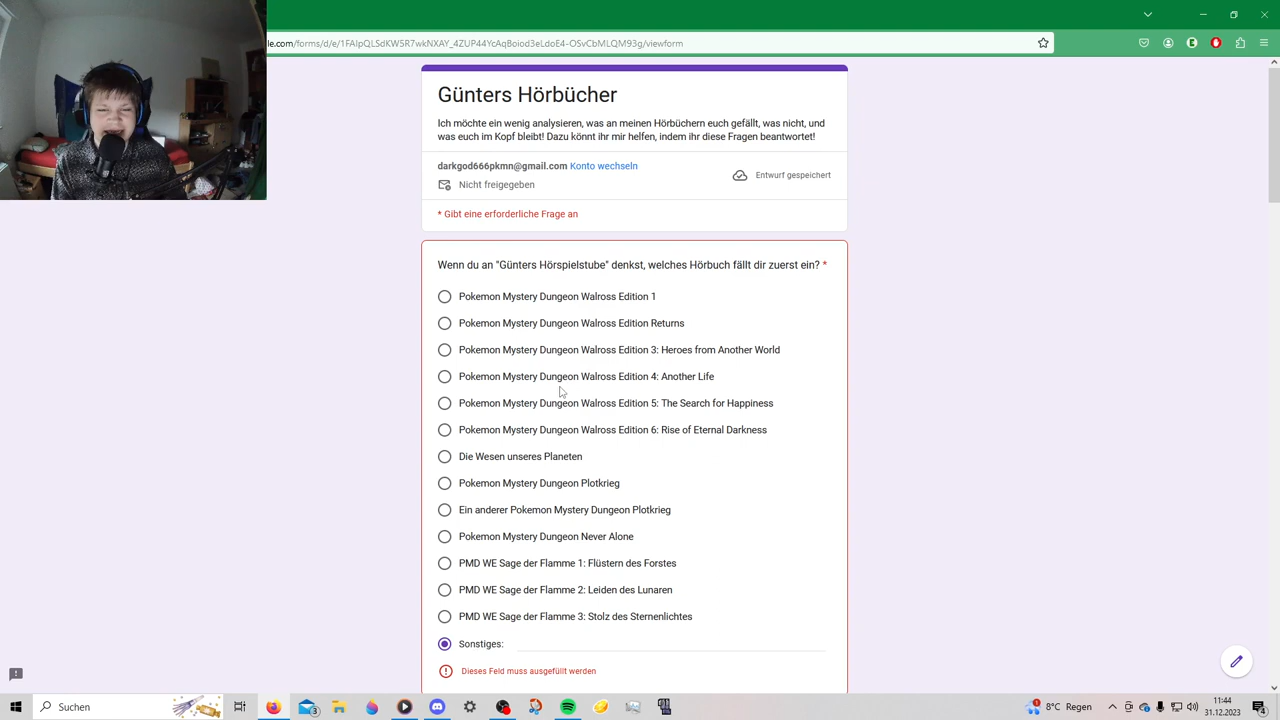 le.com/forms/d/e/1FAIpQLSdKW5R7wkNXAY_4ZUP44YcAqBoiod3eLdoE4-OSvCbMLQM93g/viewform
Günters Hörbücher
Ich möchte ein wenig analysieren, was an meinen Hörbüchern euch gefällt, was nicht, und
was euch im Kopf bleibt! Dazu könnt ihr mir helfen, indem ihr diese Fragen beantwortet!
darkgod666pkmn@gmail.com Konto wechseln
Entwurf gespeichert
Nicht freigegeben
* Gibt eine erforderliche Frage an
Wenn du an "Günters Hörspielstube" denkst, welches Hörbuch fällt dir zuerst ein? *
Pokemon Mystery Dungeon Walross Edition 1
Pokemon Mystery Dungeon Walross Edition Returns
Pokemon Mystery Dungeon Walross Edition 3: Heroes from Another World
Pokemon Mystery Dungeon Walross Edition 4: Another Life
Pokemon Mystery Dungeon Walross Edition 5: The Search for Happiness
Pokemon Mystery Dungeon Walross Edition 6: Rise of Eternal Darkness
Die Wesen unseres Planeten
Pokemon Mystery Dungeon Plotkrieg
Ein anderer Pokemon Mystery Dungeon Plotkrieg
Pokemon Mystery Dungeon Never Alone
PMD WE Sage der Flamme 1: Flüstern des Forstes
PMD WE Sage der Flamme 2: Leiden des Lunaren
PMD WE Sage der Flamme 3: Stolz des Sternenlichtes
Sonstiges:
Dieses Feld muss ausgefüllt werden
Suchen
3
8°C Regen
11:44
31.12.2023
4